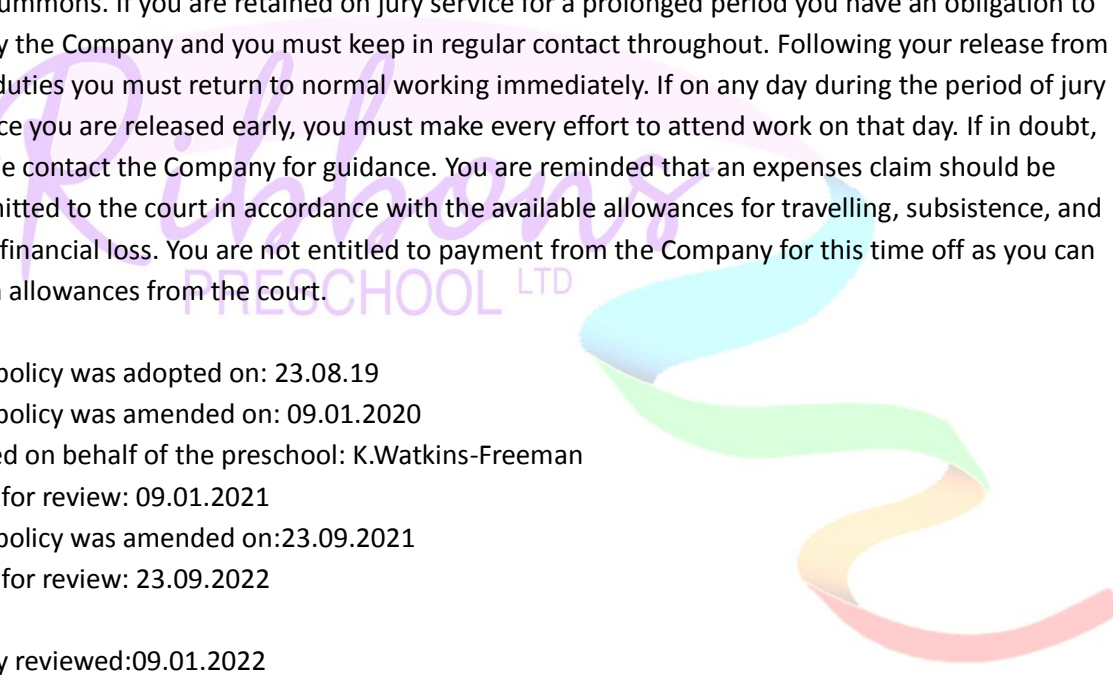 ummons. If you are retained on jury service for a prolonged period you have an obligation to
y the Company and you must keep in regular contact throughout. Following your release from
duties you must return to normal working immediately. If on any day during the period of jury
ce you are released early, you must make every effort to attend work on that day. If in doubt,
e contact the Company for guidance. You are reminded that an expenses claim should be
itted to the court in accordance with the available allowances for travelling, subsistence, and
financial loss. You are not entitled to payment from the Company for this time off as you can
allowances from the court.
Ribbons
PRESCHOOL LTD
policy was adopted on: 23.08.19
policy was amended on: 09.01.2020
ed on behalf of the preschool: K.Watkins-Freeman
for review: 09.01.2021
policy was amended on:23.09.2021
for review: 23.09.2022
y reviewed:09.01.2022